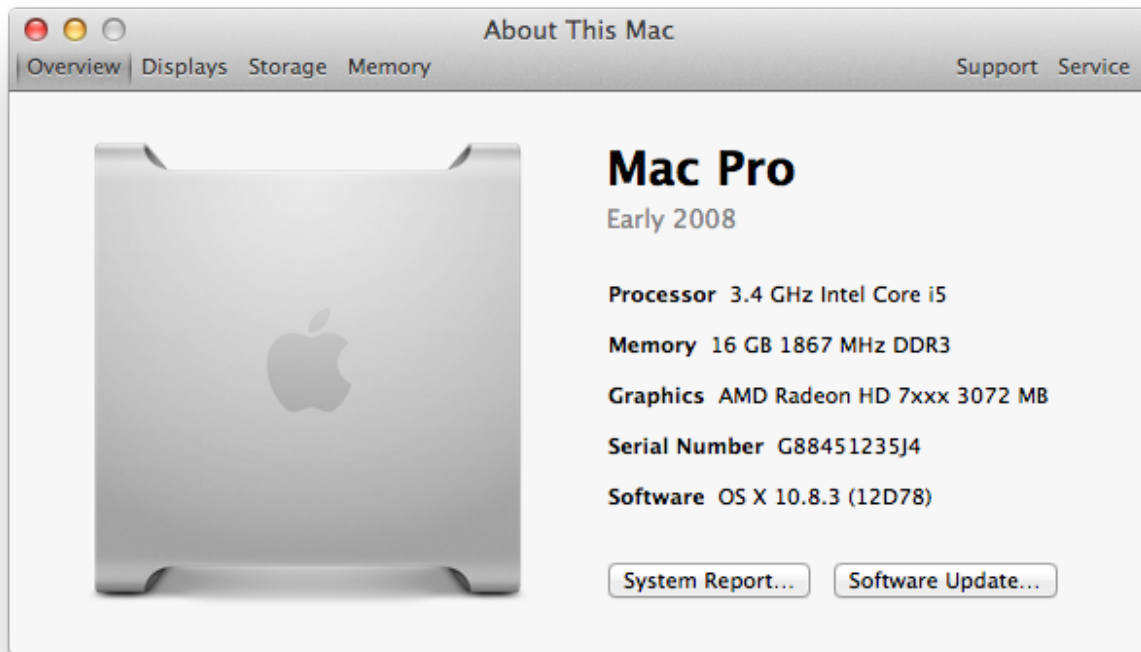 About This Mac
Overview Displays Storage Memory Support Service
Mac Pro
Early 2008
Processor 3.4 GHz Intel Core i5
Memory 16 GB 1867 MHz DDR3
Graphics AMD Radeon HD 7xxx 3072 MB
Serial Number G88451235J4
Software OS X 10.8.3 (12D78)
System Report... Software Update...